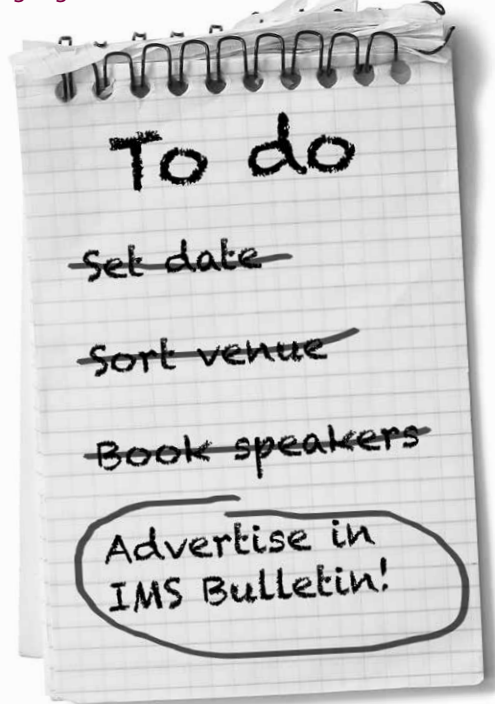 To do
Set date
Sort venue
Book speakers
Advertise in
IMS Bulletin!